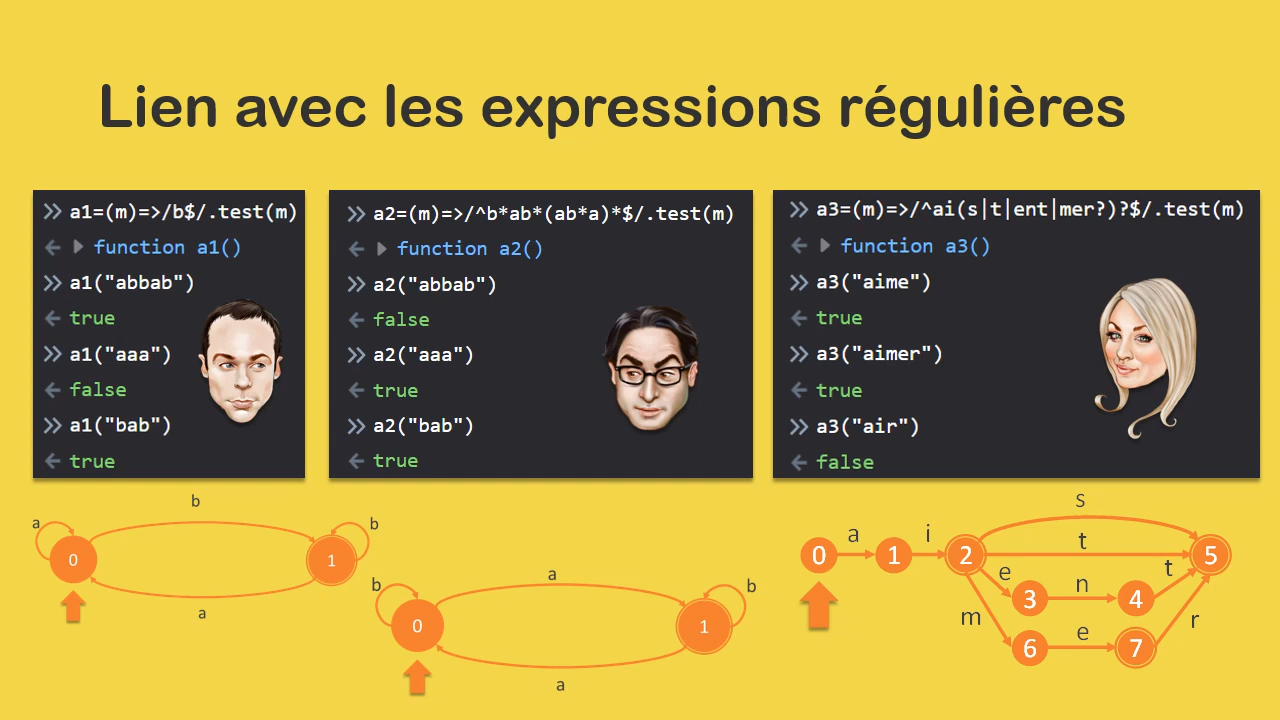 Lien avec les expressions régulières
a1=(m)=>/b$/.test(m)
function a1()
a1("abbab")
true
a1("aaa")
false
a1("bab")
true
a2=(m)=>/^b*ab*(ab*a)*$/.test(m)
function a2()
a2("abbab")
false
a2("aaa")
true
a2("bab")
true
a3=(m)=>/^ai(s|t|ent|mer?)?$/.test(m)
function a3()
a3("aime")
true
a3("aimer")
true
a3("air")
false
b
a
b
0
1
a
a
b
b
0
1
a
s
a
i
t
0
1
2
5
e
n
t
3
4
m
e
r
6
7